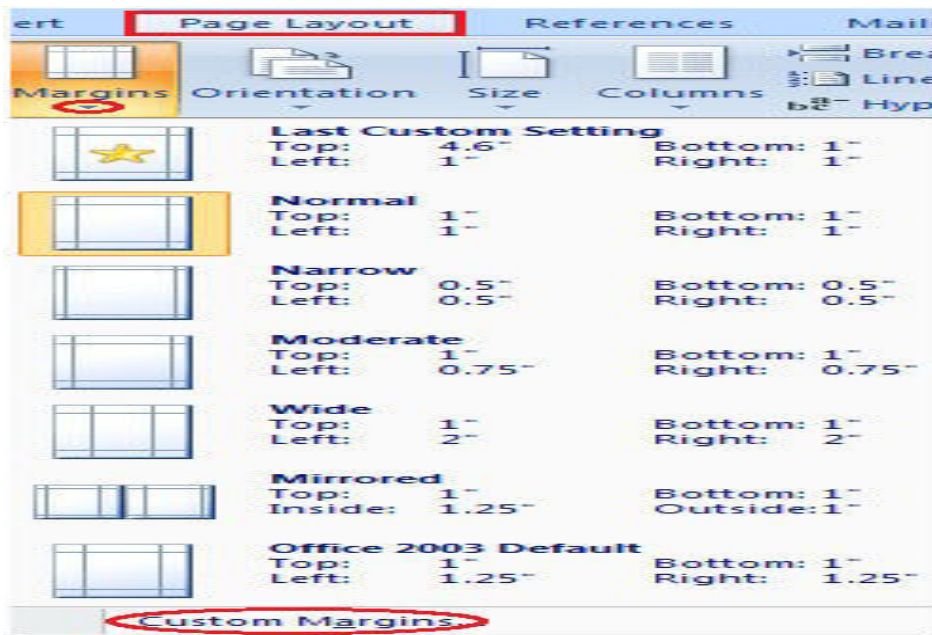 ert Page Layout References Maili
Margins Orientation Size Columns
Brea
Line
Hyp
Last Custom Setting
Top: 4.6" Bottom: 1"
Left: 1" Right: 1"
Normal
Top: 1" Bottom: 1"
Left: 1" Right: 1"
Narrow
Top: 0.5" Bottom: 0.5"
Left: 0.5" Right: 0.5"
Moderate
Top: 1" Bottom: 1"
Left: 0.75" Right: 0.75"
Wide
Top: 1" Bottom: 1"
Left: 2" Right: 2"
Mirrored
Top: 1" Bottom: 1"
Inside: 1.25" Outside: 1"
Office 2003 Default
Top: 1" Bottom: 1"
Left: 1.25" Right: 1.25"
Custom Margins.